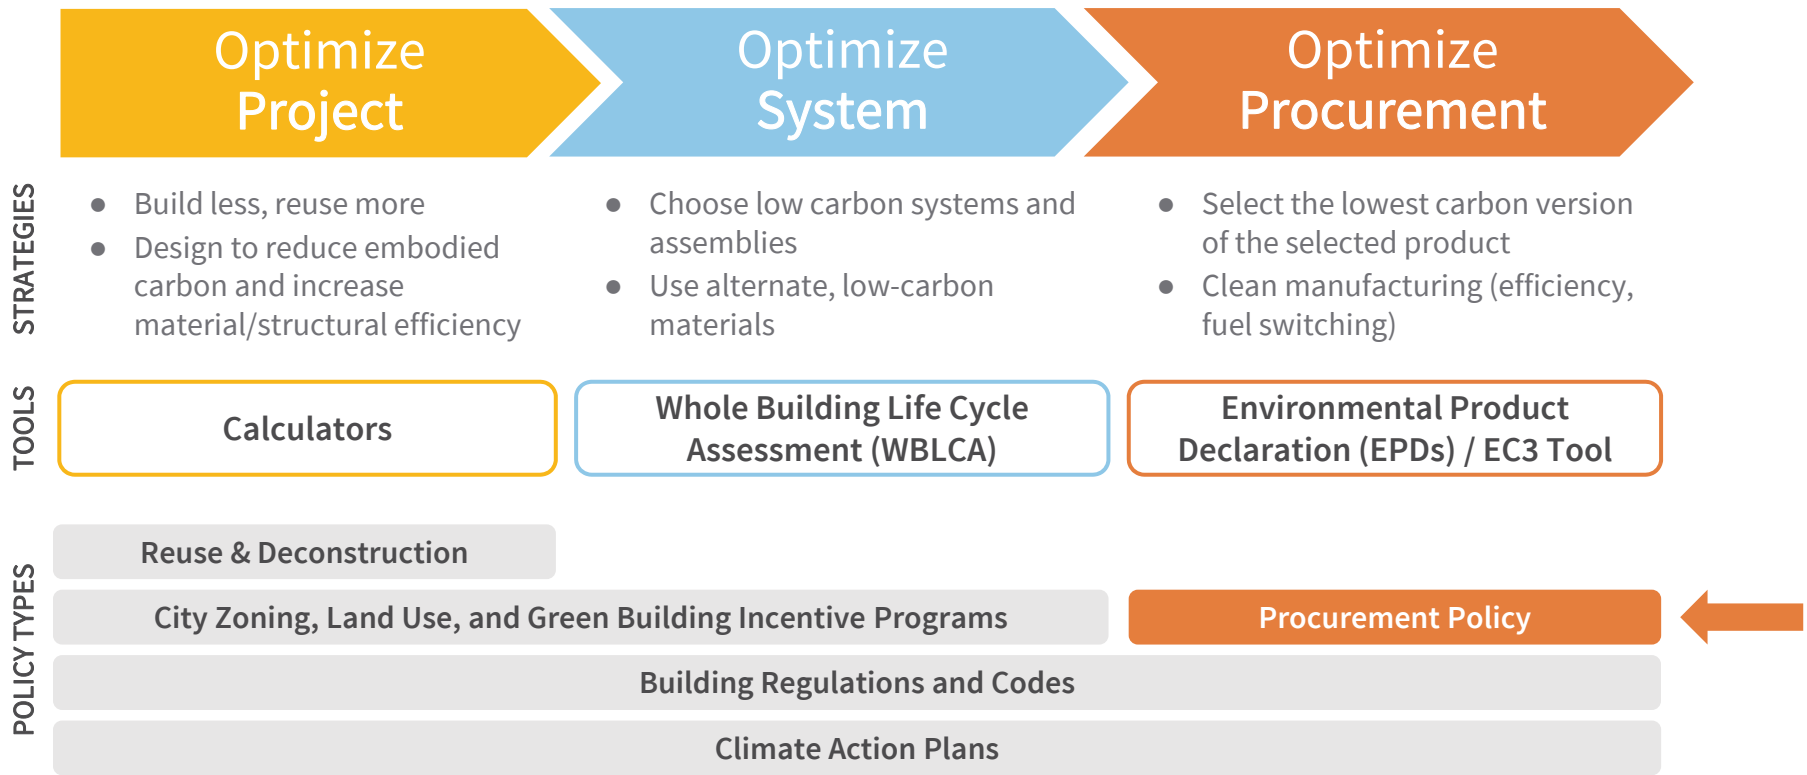 Optimize
Project
Optimize
System
Optimize
Procurement
STRATEGIES
● Build less, reuse more
● Design to reduce embodied
carbon and increase
material/structural efficiency
● Choose low carbon systems and
assemblies
● Use alternate, low-carbon
materials
● Select the lowest carbon version
of the selected product
● Clean manufacturing (efficiency,
fuel switching)
TOOLS
Calculators
Whole Building Life Cycle
Assessment (WBLCA)
Environmental Product
Declaration (EPDs) / EC3 Tool
POLICY TYPES
Reuse & Deconstruction
City Zoning, Land Use, and Green Building Incentive Programs
Procurement Policy
Building Regulations and Codes
Climate Action Plans